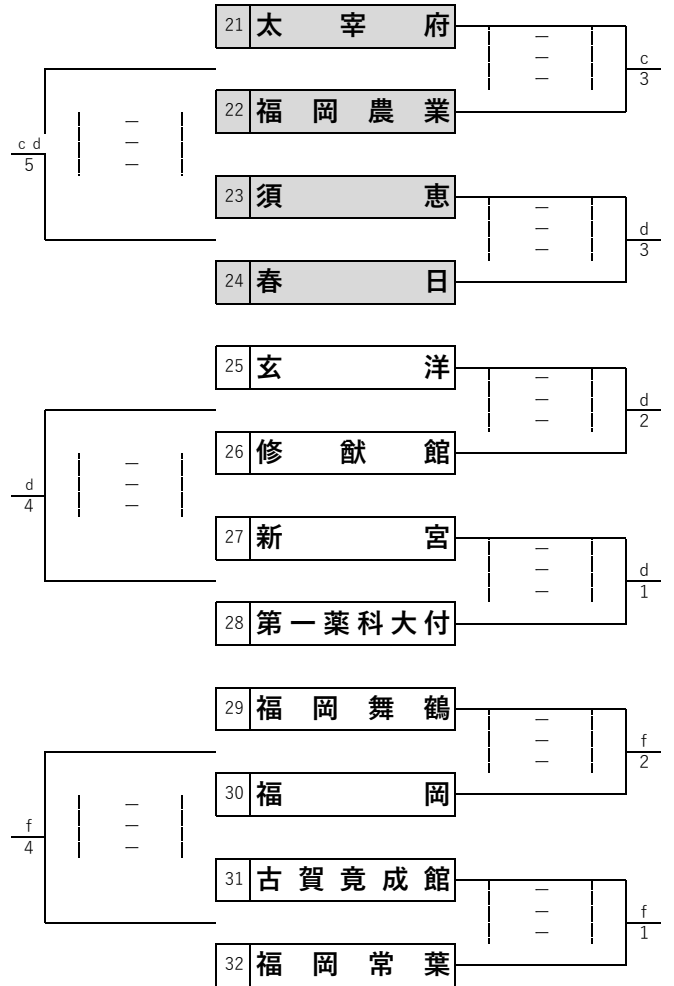 21 太宰府
c
3
22 福岡農業
c d
5
23 須恵
d
3
24 春日
25 玄洋
d
2
26 修猷館
d
4
27 新宮
d
1
28 第一薬科大付
29 福岡舞鶴
f
2
30 福岡
f
4
31 古賀竟成館
f
1
32 福岡常葉